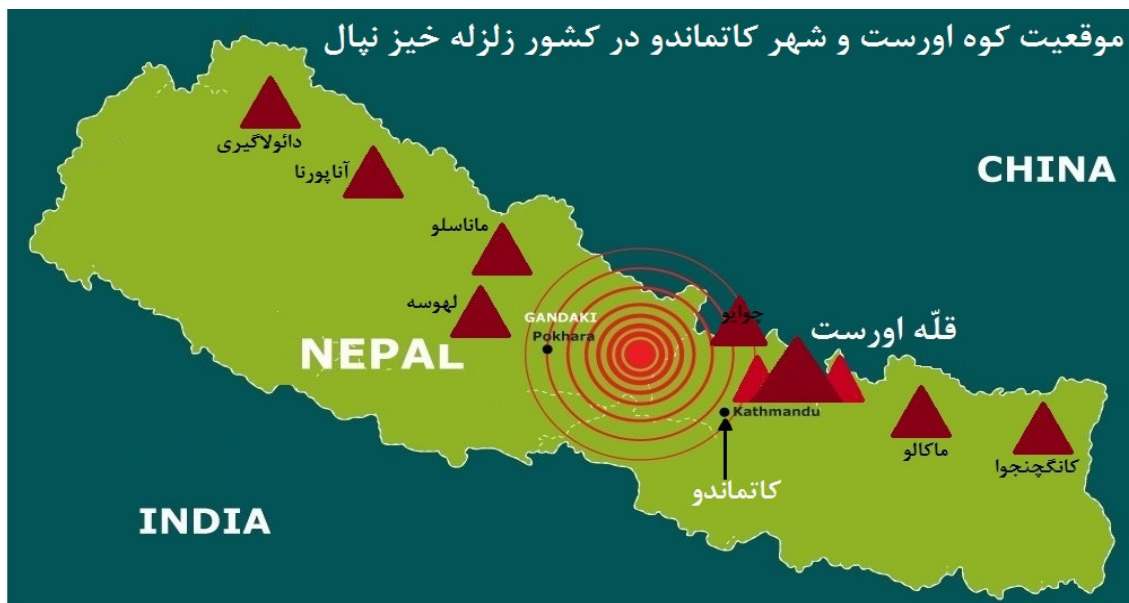 موقعیت کوه اورست و شهر کاتماندو در کشور زلزله خیز نپال
دائولاگیری
آناپورنا
CHINA
ماناسلو
لهوسه
GANDAKI
Pokhara
چوایو
قلّه اورست
NEPAL
Kathmandu
ماکالو
کانگچنجوا
کاتماندو
INDIA